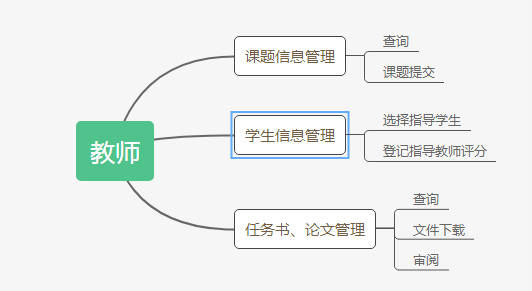 教师
课题信息管理
查询
课题提交
学生信息管理
选择指导学生
登记指导教师评分
任务书、论文管理
查询
文件下载
审阅